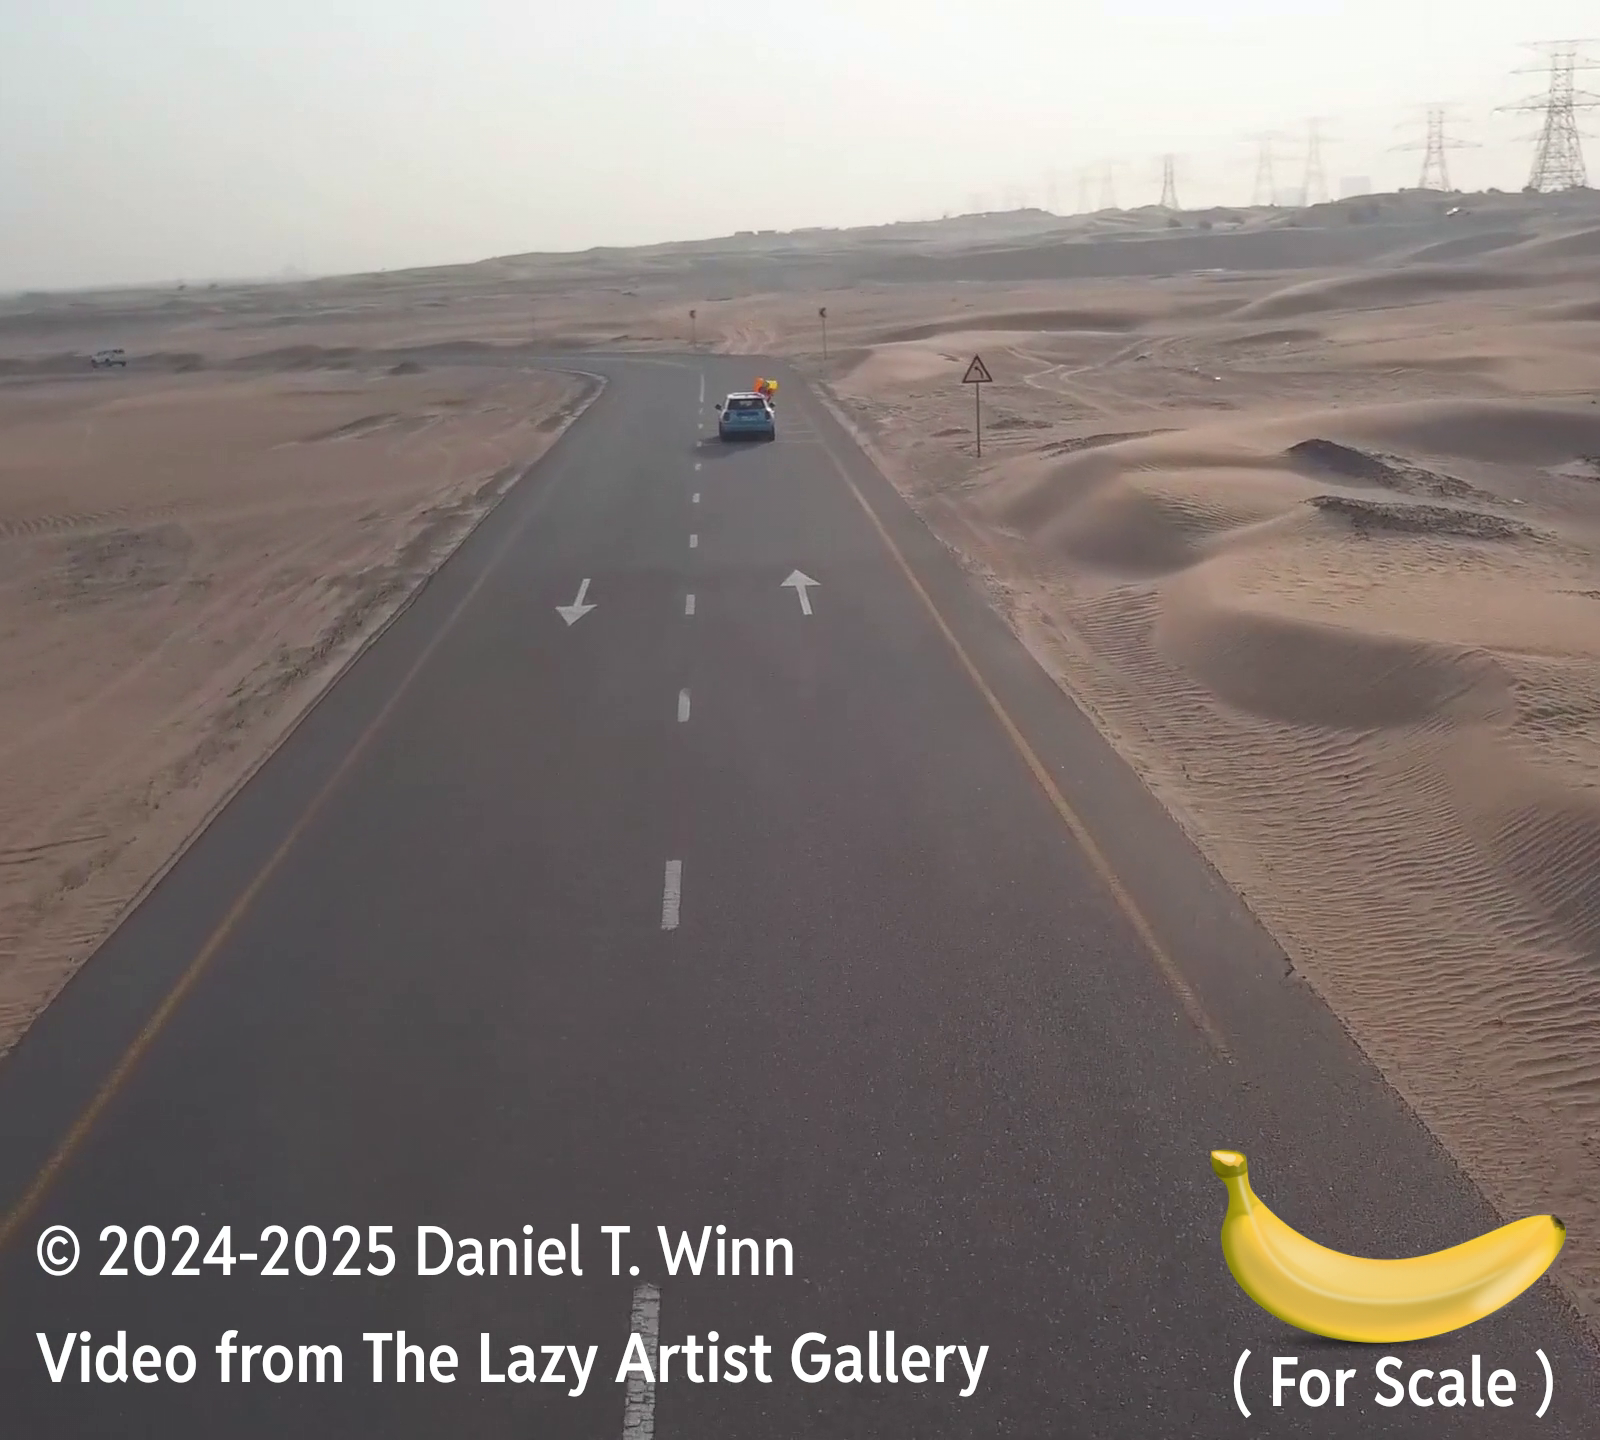 © 2024-2025 Daniel T. Winn
Video from The Lazy Artist Gallery
( For Scale )